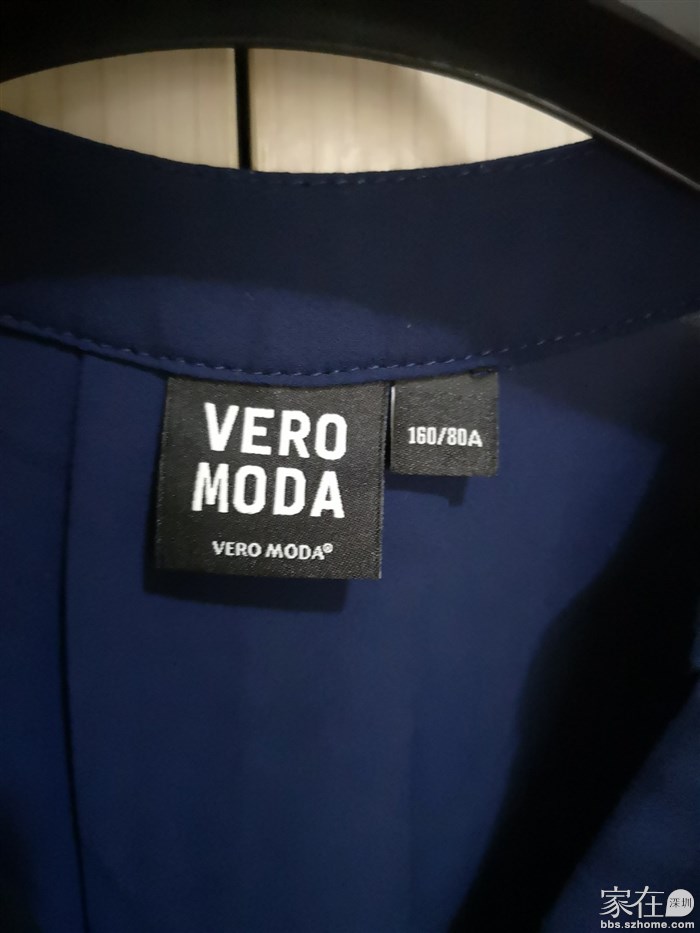 VERO
MODA
VERO MODA®
160/80A
家在深圳
bbs.szhome.com